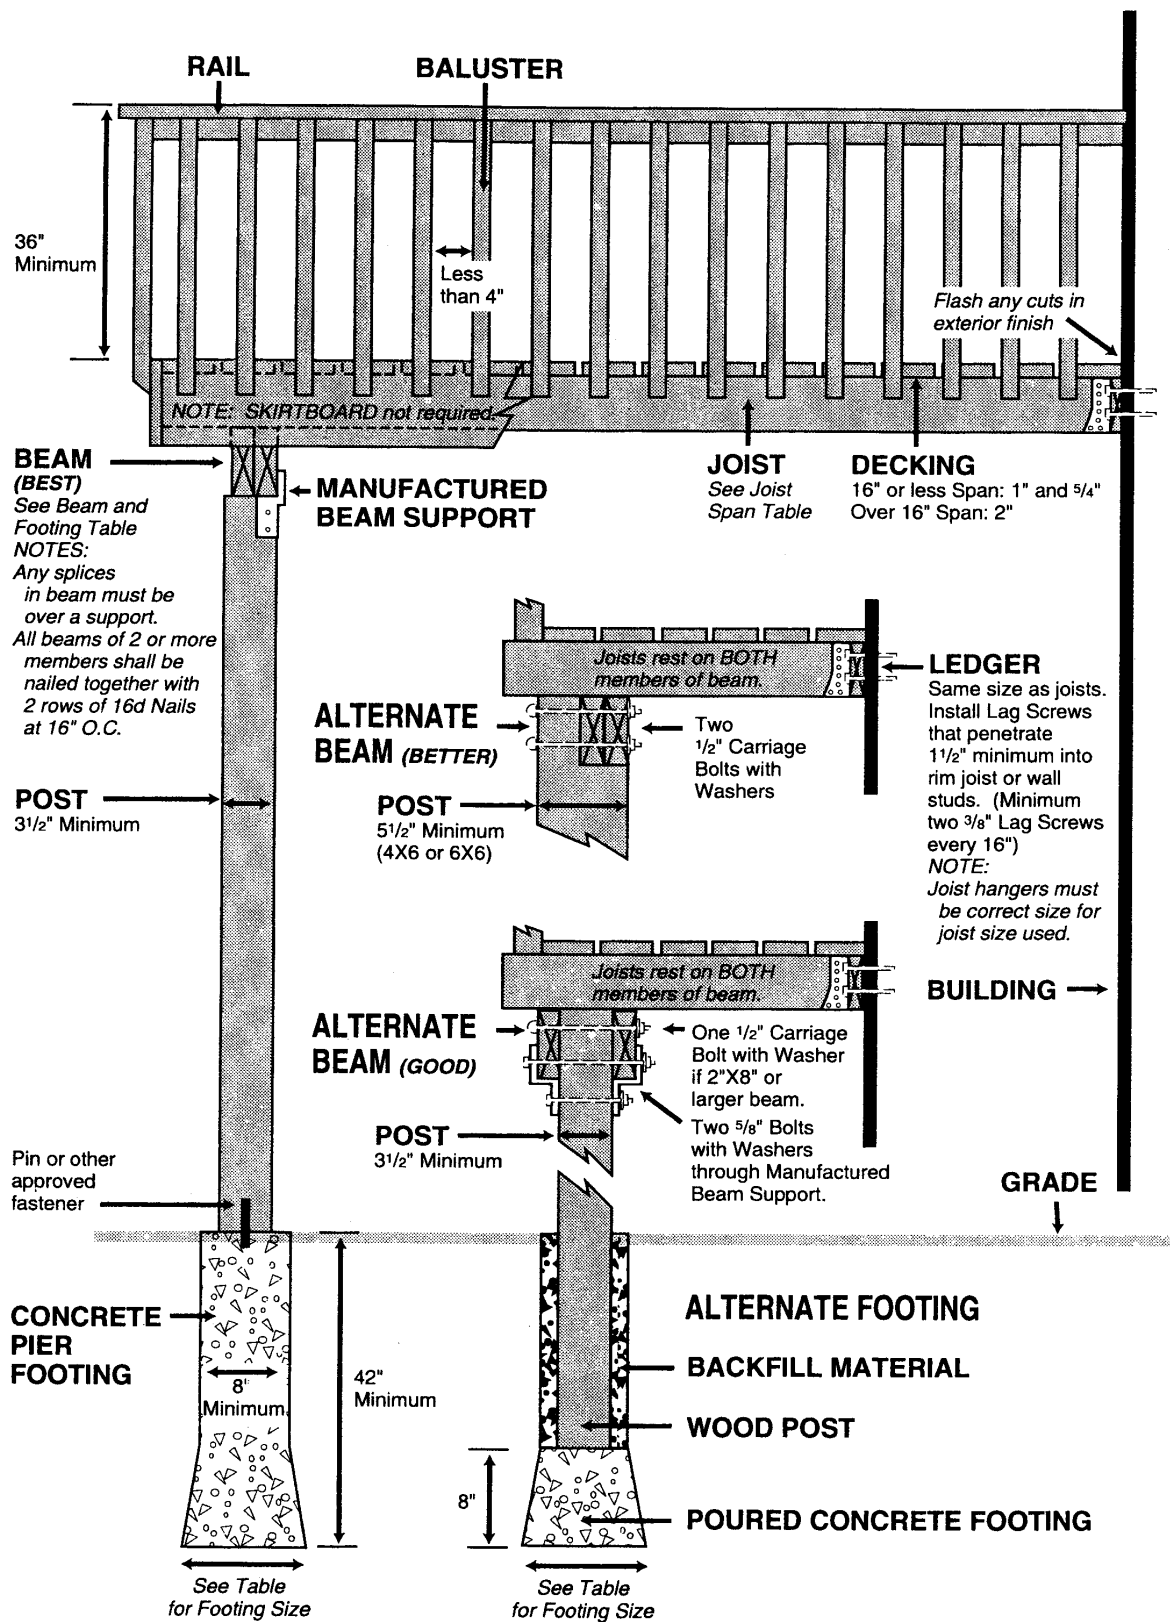 RAIL
BALUSTER
36"
Minimum
Less
than 4"
Flash any cuts in
exterior finish
NOTE: SKIRTBOARD not required
BEAM
(BEST)
See Beam and
Footing Table
NOTES:
Any splices
in beam must be
over a support.
All beams of 2 or more
members shall be
nailed together with
2 rows of 16d Nails
at 16" O.C.
MANUFACTURED
BEAM SUPPORT
JOIST
See Joist
Span Table
DECKING
16" or less Span: 1" and 5/4"
Over 16" Span: 2"
Joists rest on BOTH
members of beam.
ALTERNATE
BEAM (BETTER)
Two
1/2" Carriage
Bolts with
Washers
LEDGER
Same size as joists.
Install Lag Screws
that penetrate
1 1/2" minimum into
rim joist or wall
studs. (Minimum
two 3/8" Lag Screws
every 16")
NOTE:
Joist hangers must
be correct size for
joist size used.
POST
3 1/2" Minimum
POST
5 1/2" Minimum
(4X6 or 6X6)
Joists rest on BOTH
members of beam.
BUILDING
ALTERNATE
BEAM (GOOD)
One 1/2" Carriage
Bolt with Washer
if 2"X8" or
larger beam.
Two 5/8" Bolts
with Washers
through Manufactured
Beam Support.
POST
3 1/2" Minimum
Pin or other
approved
fastener
GRADE
CONCRETE
PIER
FOOTING
8"
Minimum
42"
Minimum
ALTERNATE FOOTING
BACKFILL MATERIAL
WOOD POST
8"
POURED CONCRETE FOOTING
See Table
for Footing Size
See Table
for Footing Size